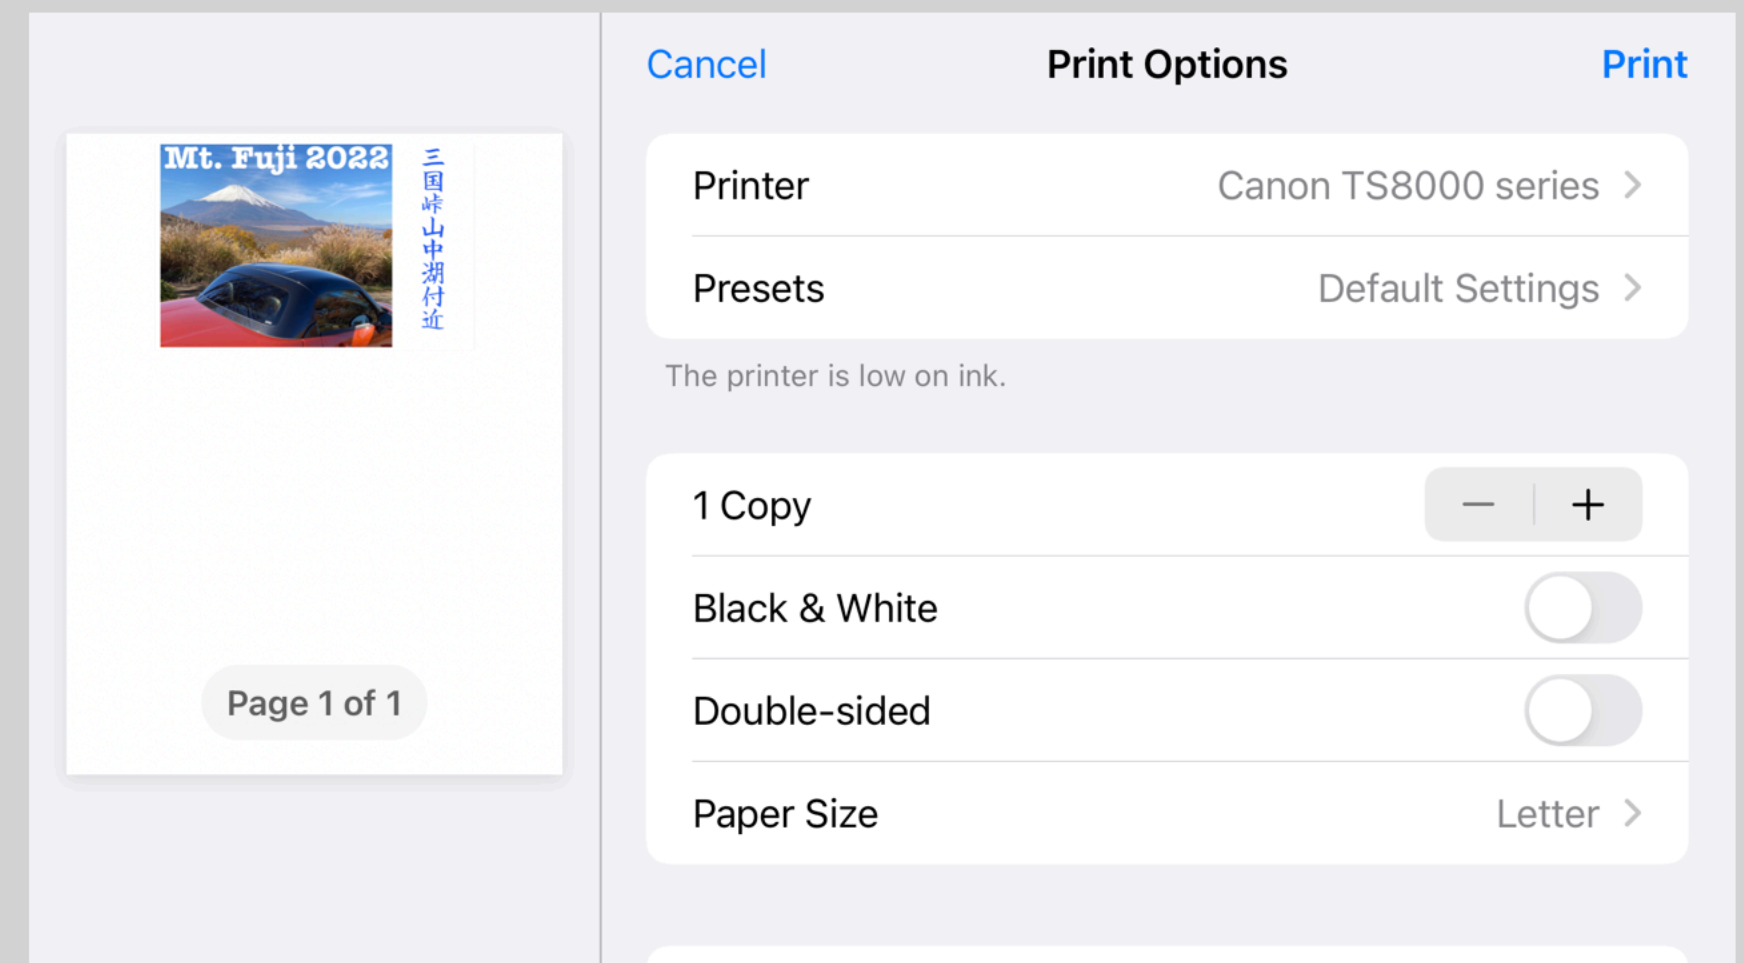 Cancel
Print Options
Print
Mt. Fuji 2022
三国峠山中湖付近
Page 1 of 1
Printer
Canon TS8000 series
Presets
Default Settings
The printer is low on ink.
1 Copy
Black & White
Double-sided
Paper Size
Letter